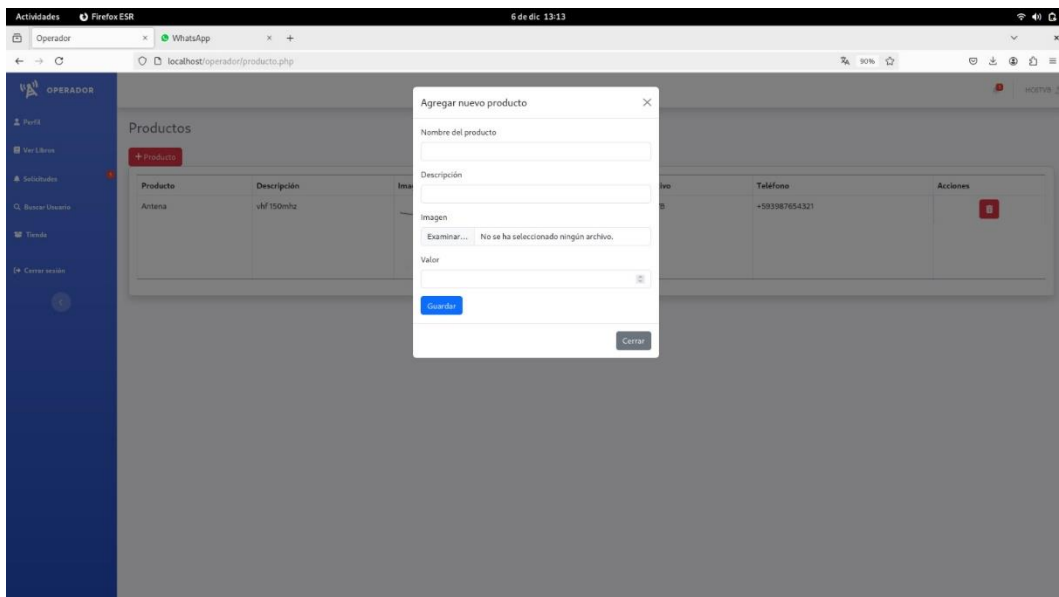 Actividades Firefox ESR 6 de dic 13:13
Operador × WhatsApp × +
localhost/operador/producto.php 90%
OPERADOR
Perfil
Ver Libros
Solicitudes
Buscar Usuario
Tienda
Cerrar sesión
Productos
+ Producto
Producto Descripción Teléfono Acciones
Antena vhf 150mhz +593987654321
Agregar nuevo producto
Nombre del producto
Descripción
Imagen
Examinar... No se ha seleccionado ningún archivo.
Valor
Guardar
Cerrar